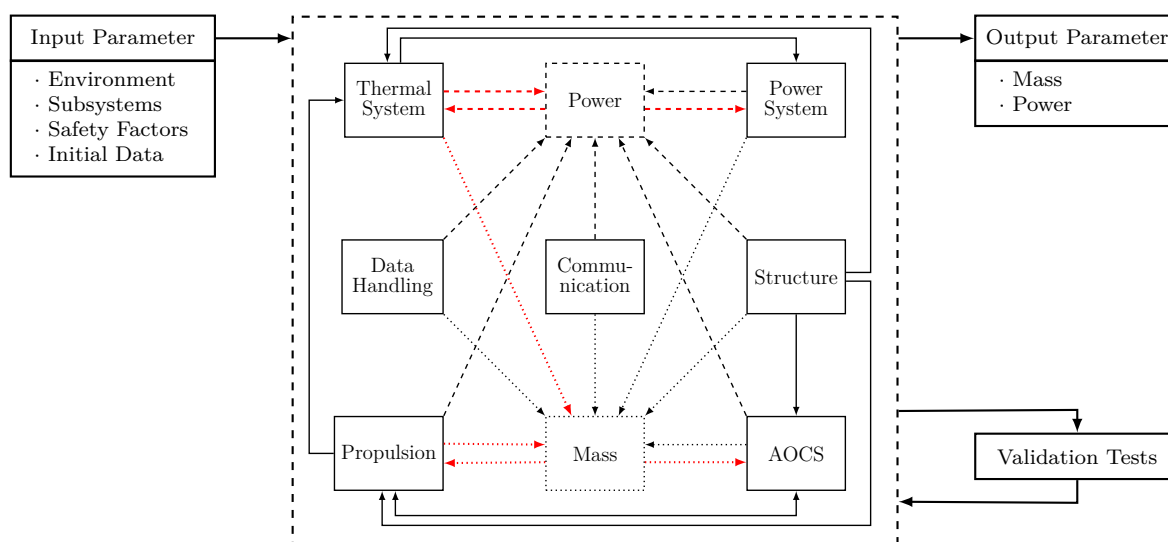 Input Parameter
· Environment
· Subsystems
· Safety Factors
· Initial Data
Thermal
System
Power
Power
System
Output Parameter
· Mass
· Power
Data
Handling
Commu-
nication
Structure
Propulsion
Mass
AOCS
Validation Tests